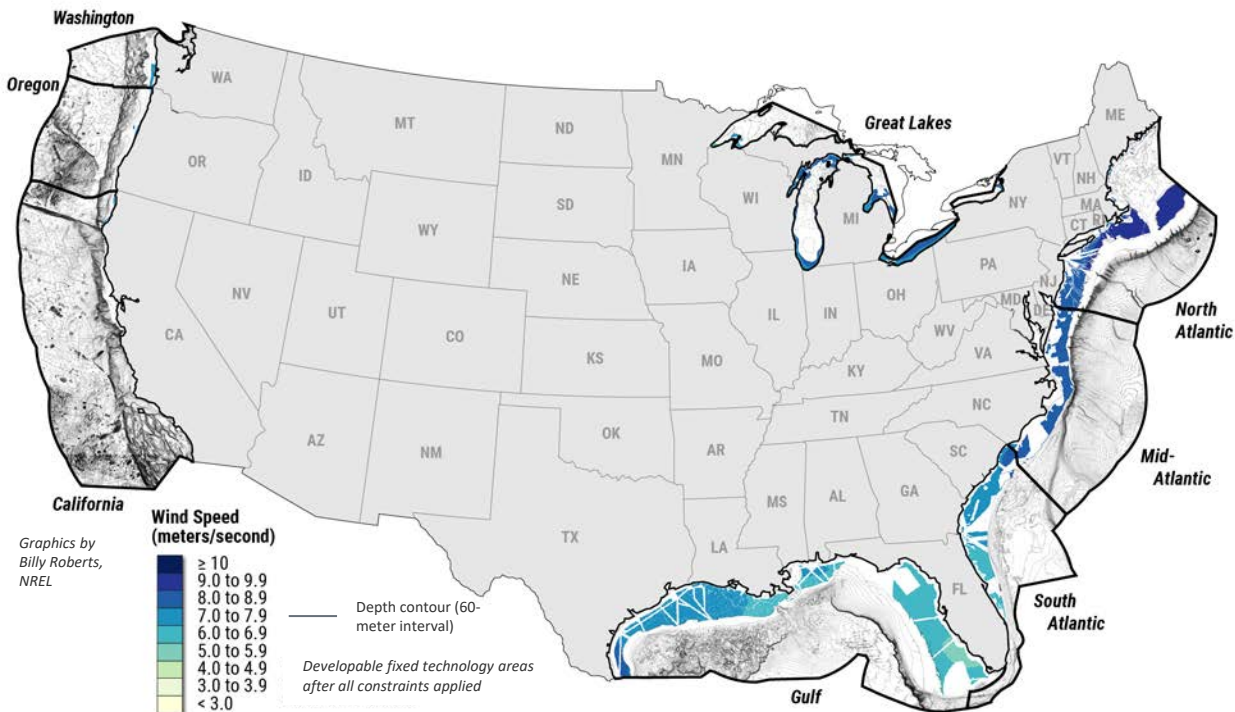 Washington
Oregon
WA
MT
ND
MN
Great Lakes
ME
VT
NH
OR
ID
SD
WI
MI
NY
MA
CT
RI
WY
IA
PA
NJ
NE
NV
UT
CO
IL
IN
OH
MD
DE
North
Atlantic
CA
KS
MO
WV
VA
KY
AZ
NM
OK
AR
TN
NC
Mid-
Atlantic
SC
MS
AL
GA
California
TX
LA
FL
South
Atlantic
Gulf
Graphics by
Billy Roberts,
NREL
Wind Speed
(meters/second)
≥ 10
9.0 to 9.9
8.0 to 8.9
7.0 to 7.9
6.0 to 6.9
5.0 to 5.9
4.0 to 4.9
3.0 to 3.9
< 3.0
Depth contour (60-
meter interval)
Developable fixed technology areas
after all constraints applied